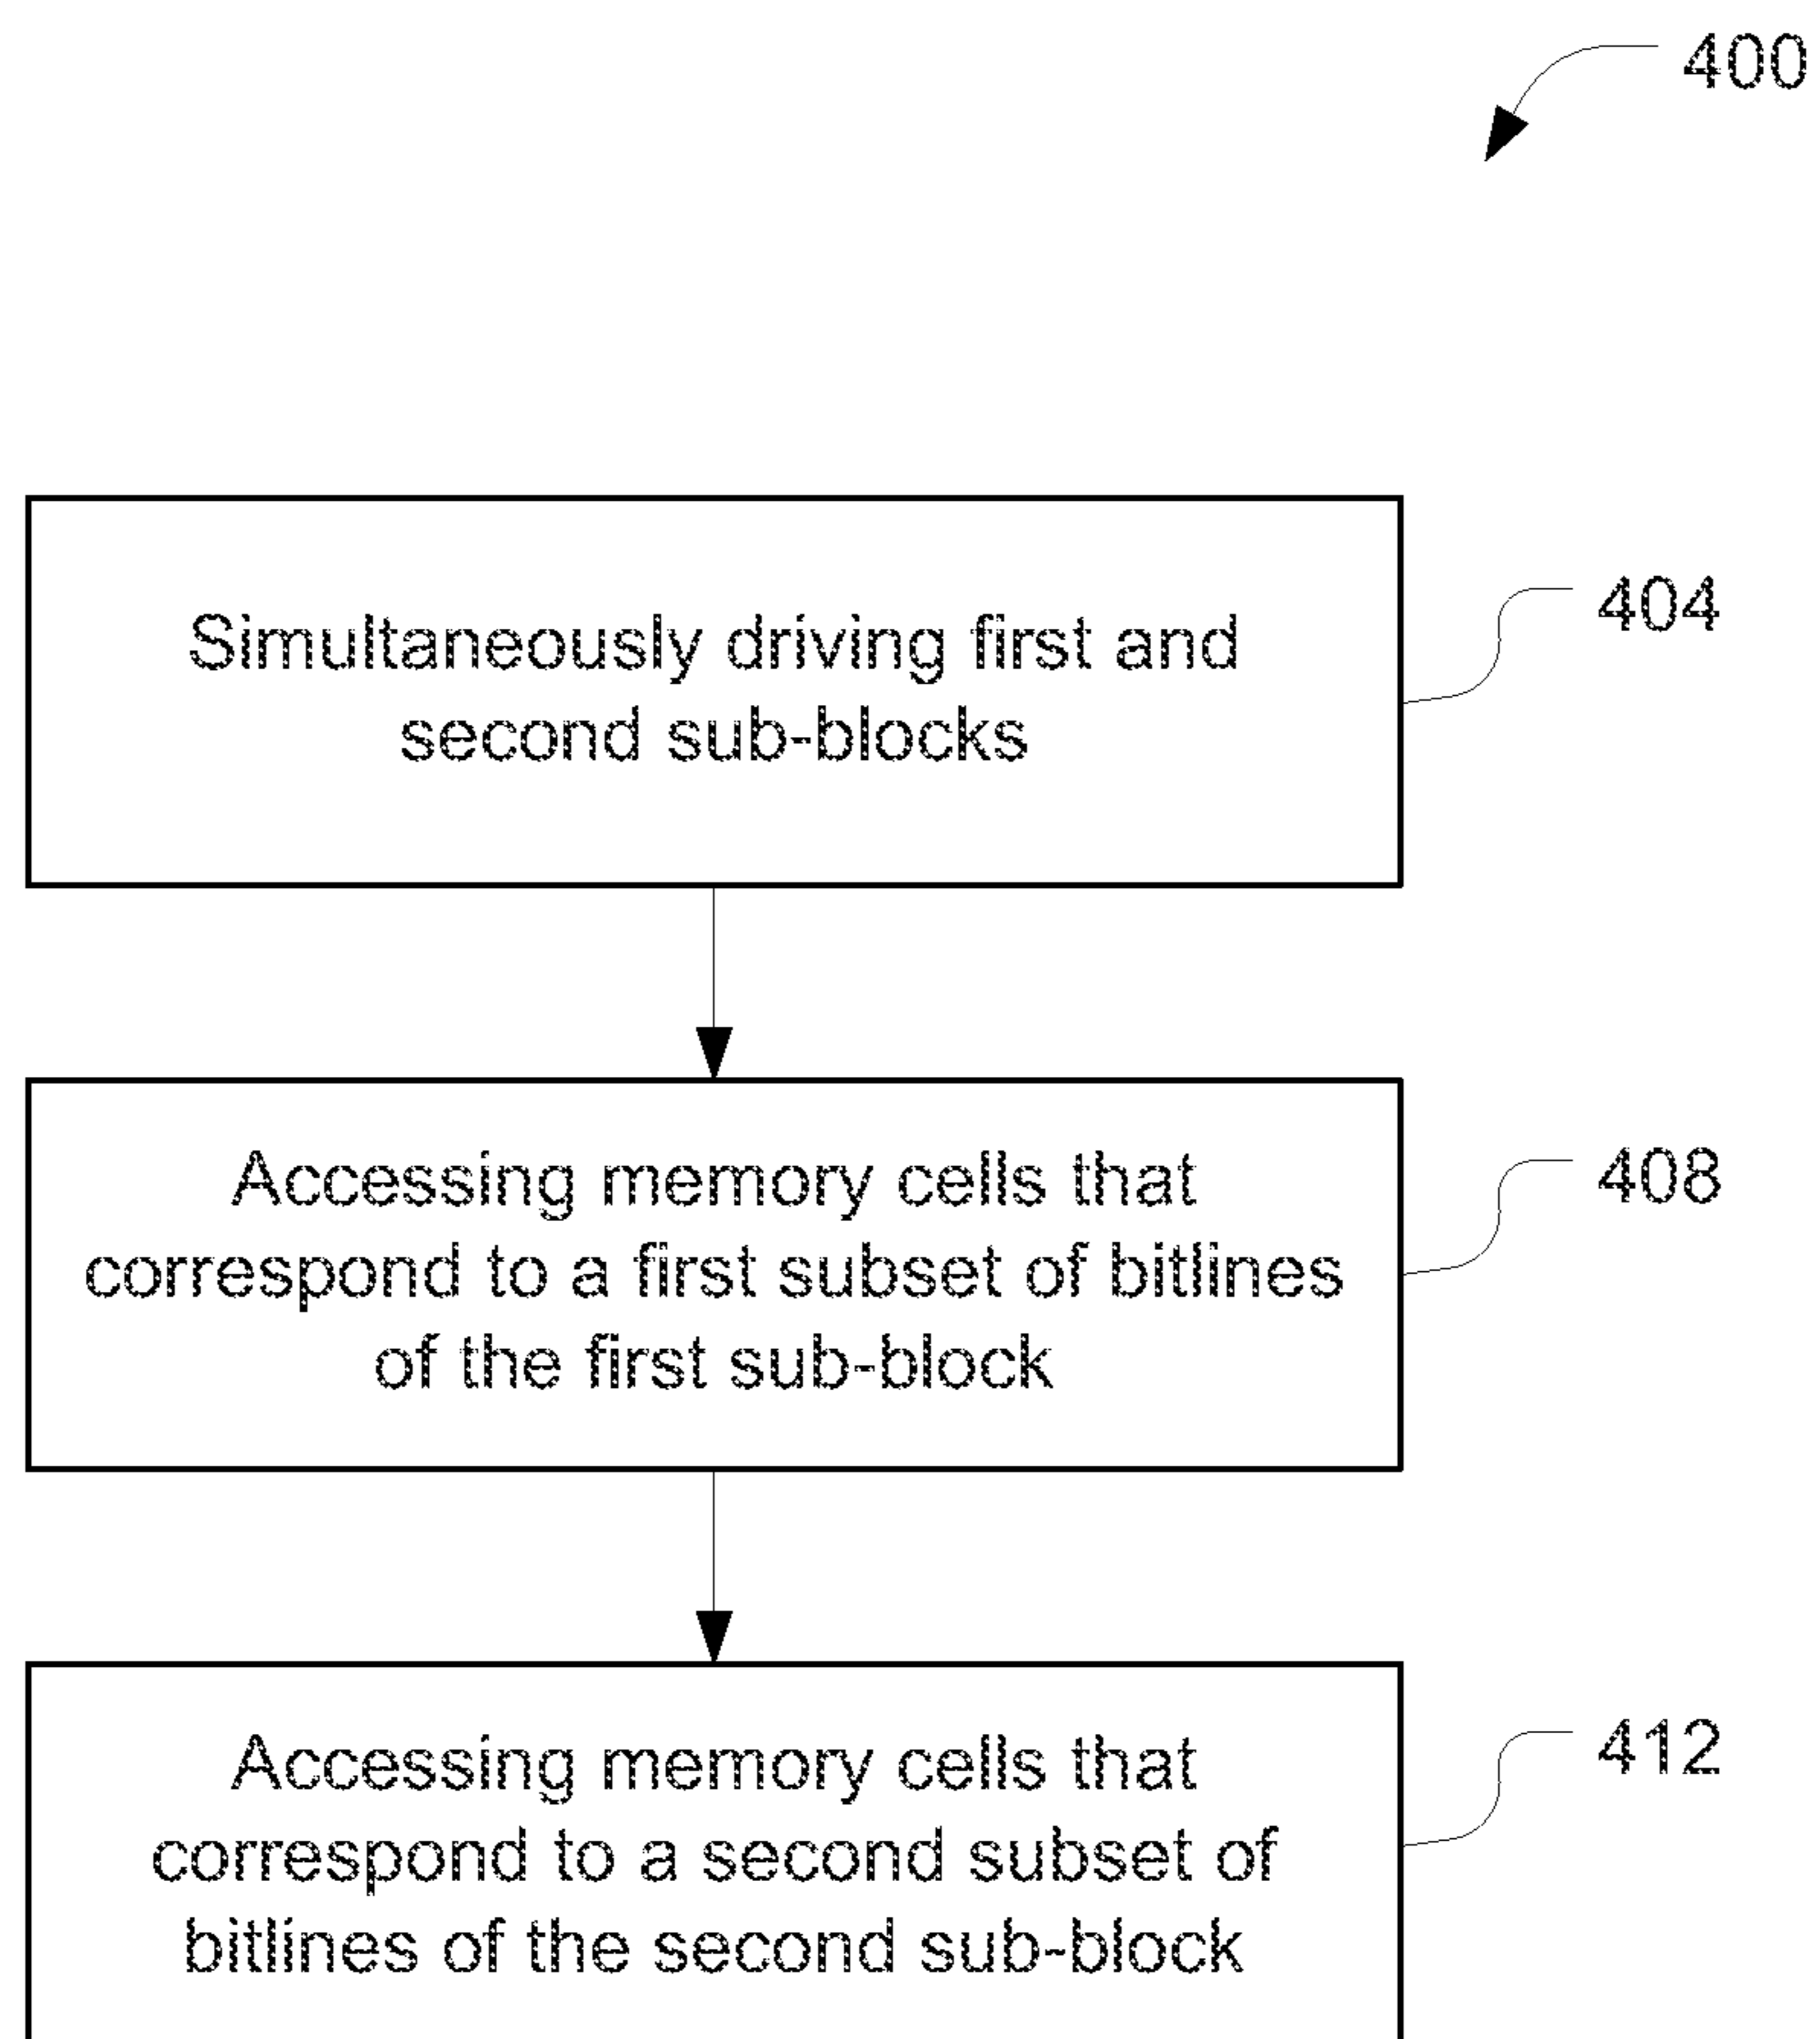 400
Simultaneously driving first and
second sub-blocks
404
Accessing memory cells that
correspond to a first subset of bitlines
of the first sub-block
408
Accessing memory cells that
correspond to a second subset of
bitlines of the second sub-block
412